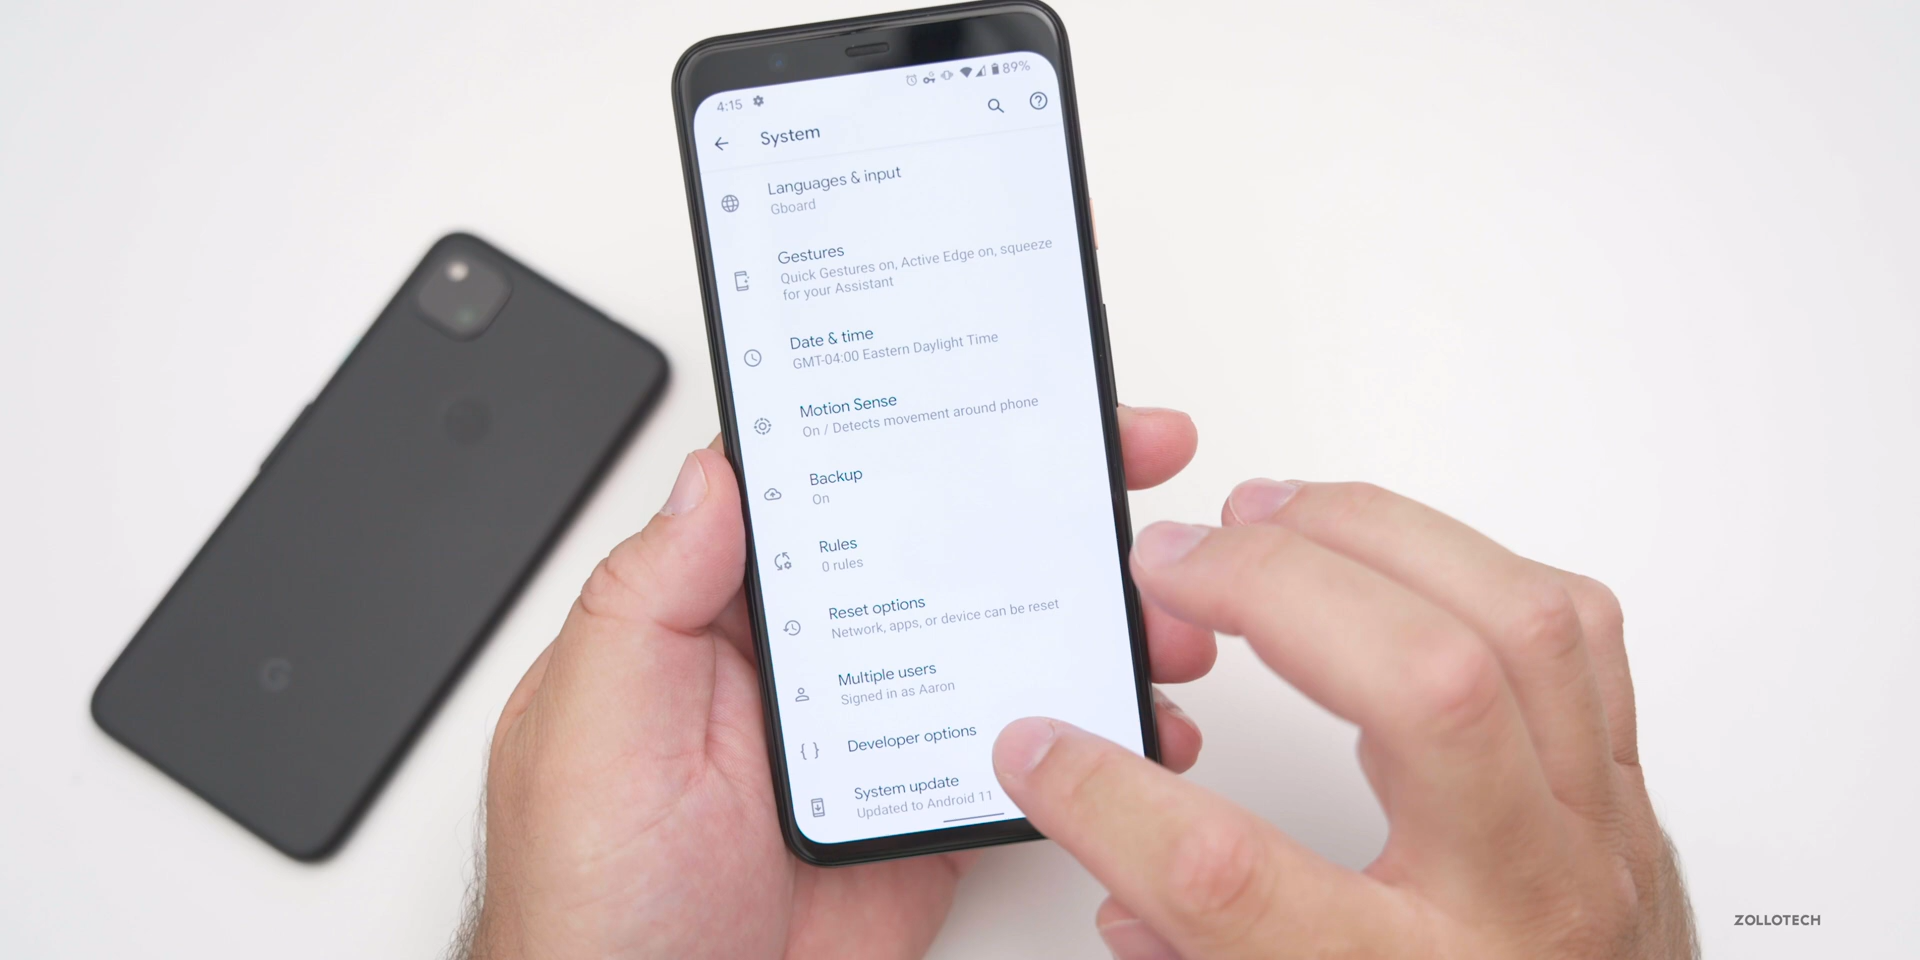 4:15
89%
System
Languages & input
Gboard
Gestures
Quick Gestures on, Active Edge on, squeeze
for your Assistant
Date & time
GMT-04:00 Eastern Daylight Time
Motion Sense
On / Detects movement around phone
Backup
On
Rules
0 rules
Reset options
Network, apps, or device can be reset
Multiple users
Signed in as Aaron
Developer options
System update
Updated to Android 11
G
ZOLLOTECH